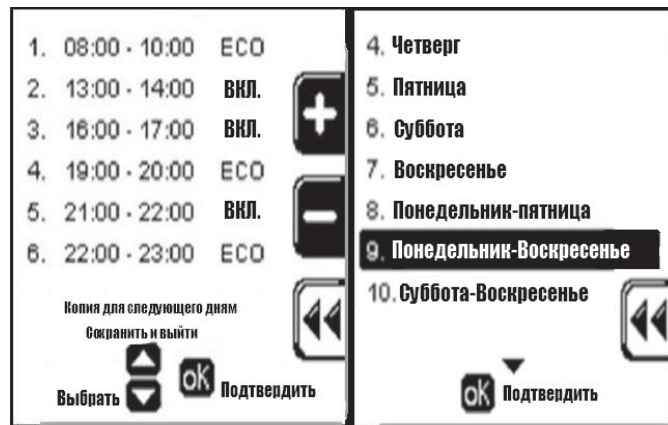 1. 08:00 - 10:00 ECO
2. 13:00 - 14:00 ВКЛ.
3. 16:00 - 17:00 ВКЛ.
4. 19:00 - 20:00 ECO
5. 21:00 - 22:00 ВКЛ.
6. 22:00 - 23:00 ECO
Копия для следующего дням
Сохранить и выйти
Выбрать OK Подтвердить
4. Четверг
5. Пятница
6. Суббота
7. Воскресенье
8. Понедельник-пятница
9. Понедельник-Воскресенье
10. Суббота-Воскресенье
OK Подтвердить